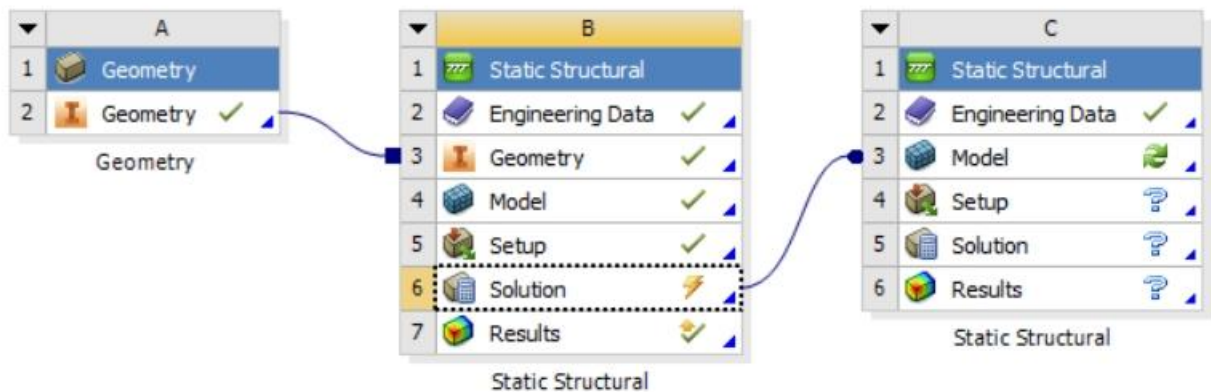 A
1 Geometry
2 Geometry
Geometry
B
1 Static Structural
2 Engineering Data
3 Geometry
4 Model
5 Setup
6 Solution
7 Results
Static Structural
C
1 Static Structural
2 Engineering Data
3 Model
4 Setup
5 Solution
6 Results
Static Structural